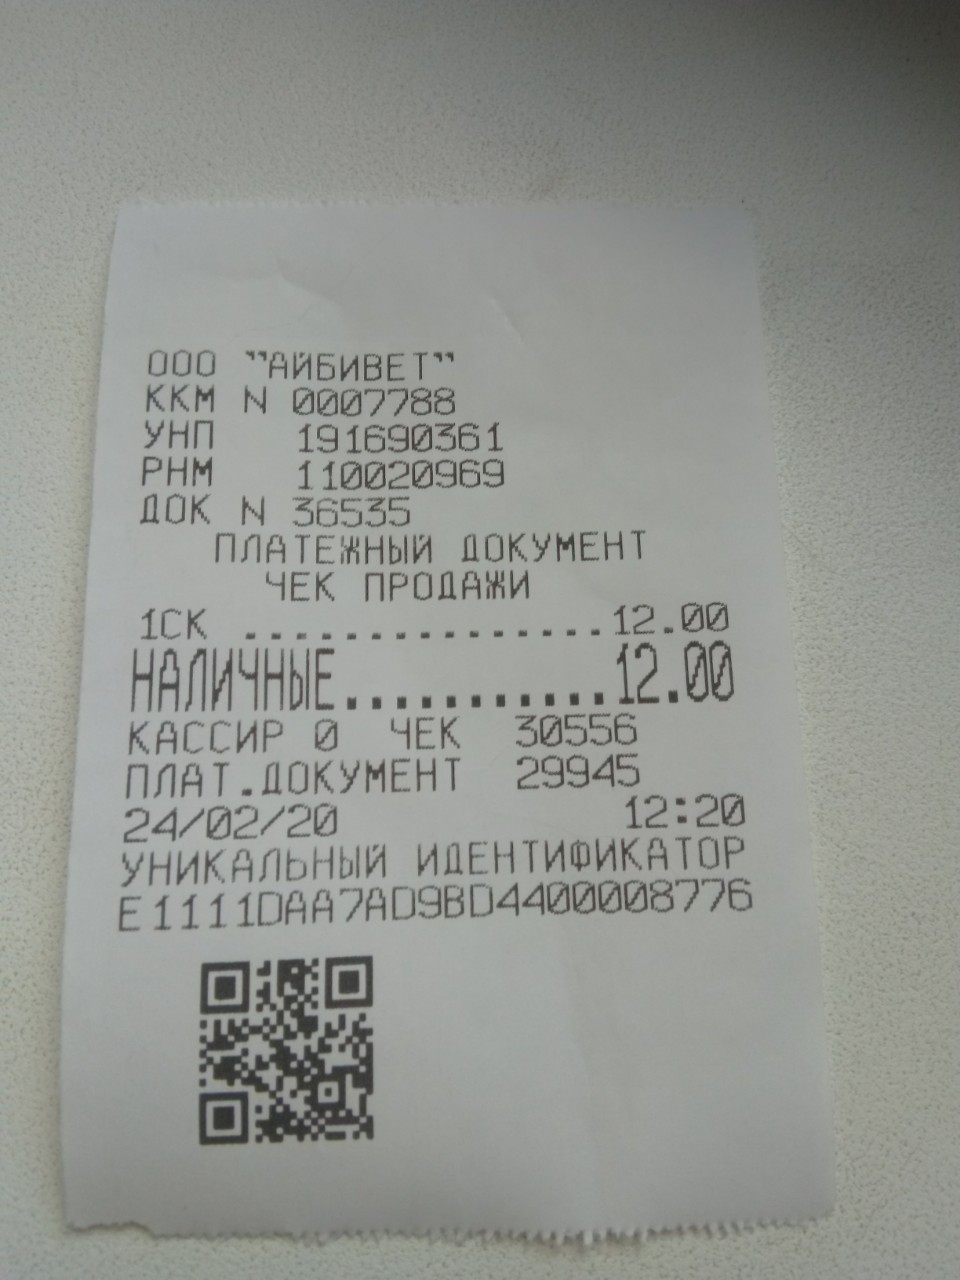 ООО "АЙБИВЕТ"
ККМ N 0007788
УНП 191690361
РНМ 110020969
ДОК N 36535
ПЛАТЕЖНЫЙ ДОКУМЕНТ
ЧЕК ПРОДАЖИ
1СК ...............12.00
НАЛИЧНЫЕ...........12.00
КАССИР 0 ЧЕК 30556
ПЛАТ.ДОКУМЕНТ 29945
24/02/20 12:20
УНИКАЛЬНЫЙ ИДЕНТИФИКАТОР
E1111DAA7AD9BD4400008776